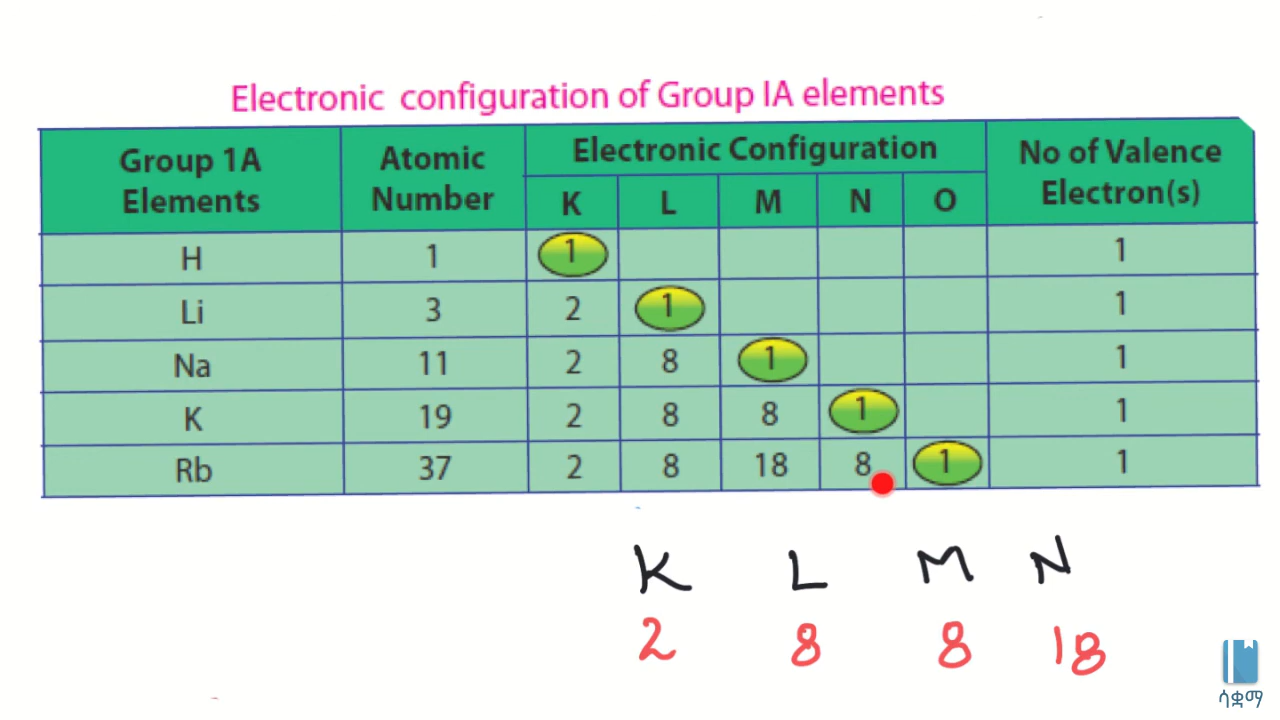 Electronic configuration of Group IA elements
Group 1A Elements Atomic Number Electronic Configuration No of Valence Electron(s)
K L M N O
H 1 1 1
Li 3 2 1 1
Na 11 2 8 1 1
K 19 2 8 8 1 1
Rb 37 2 8 18 8 1 1
K L M N
2 8 8 18
ሳቋማ